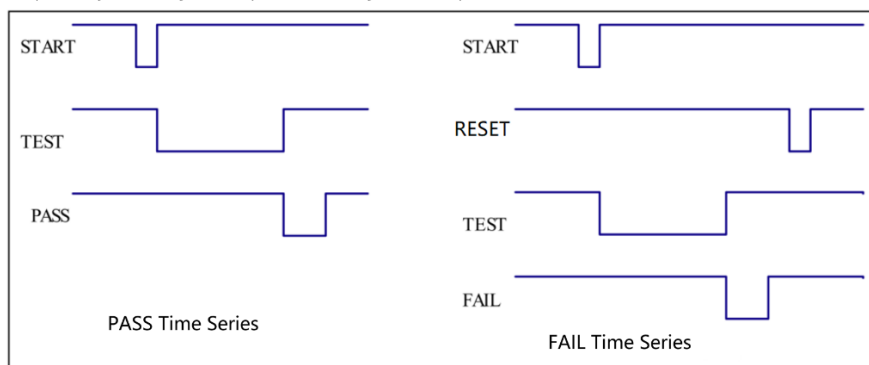 START
TEST
PASS
PASS Time Series
START
RESET
TEST
FAIL
FAIL Time Series